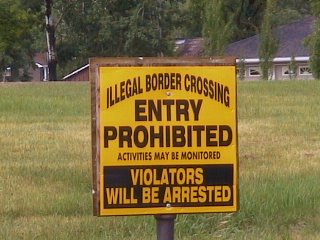 ILLEGAL BORDER CROSSING
ENTRY
PROHIBITED
ACTIVITIES MAY BE MONITORED
VIOLATORS
WILL BE ARRESTED